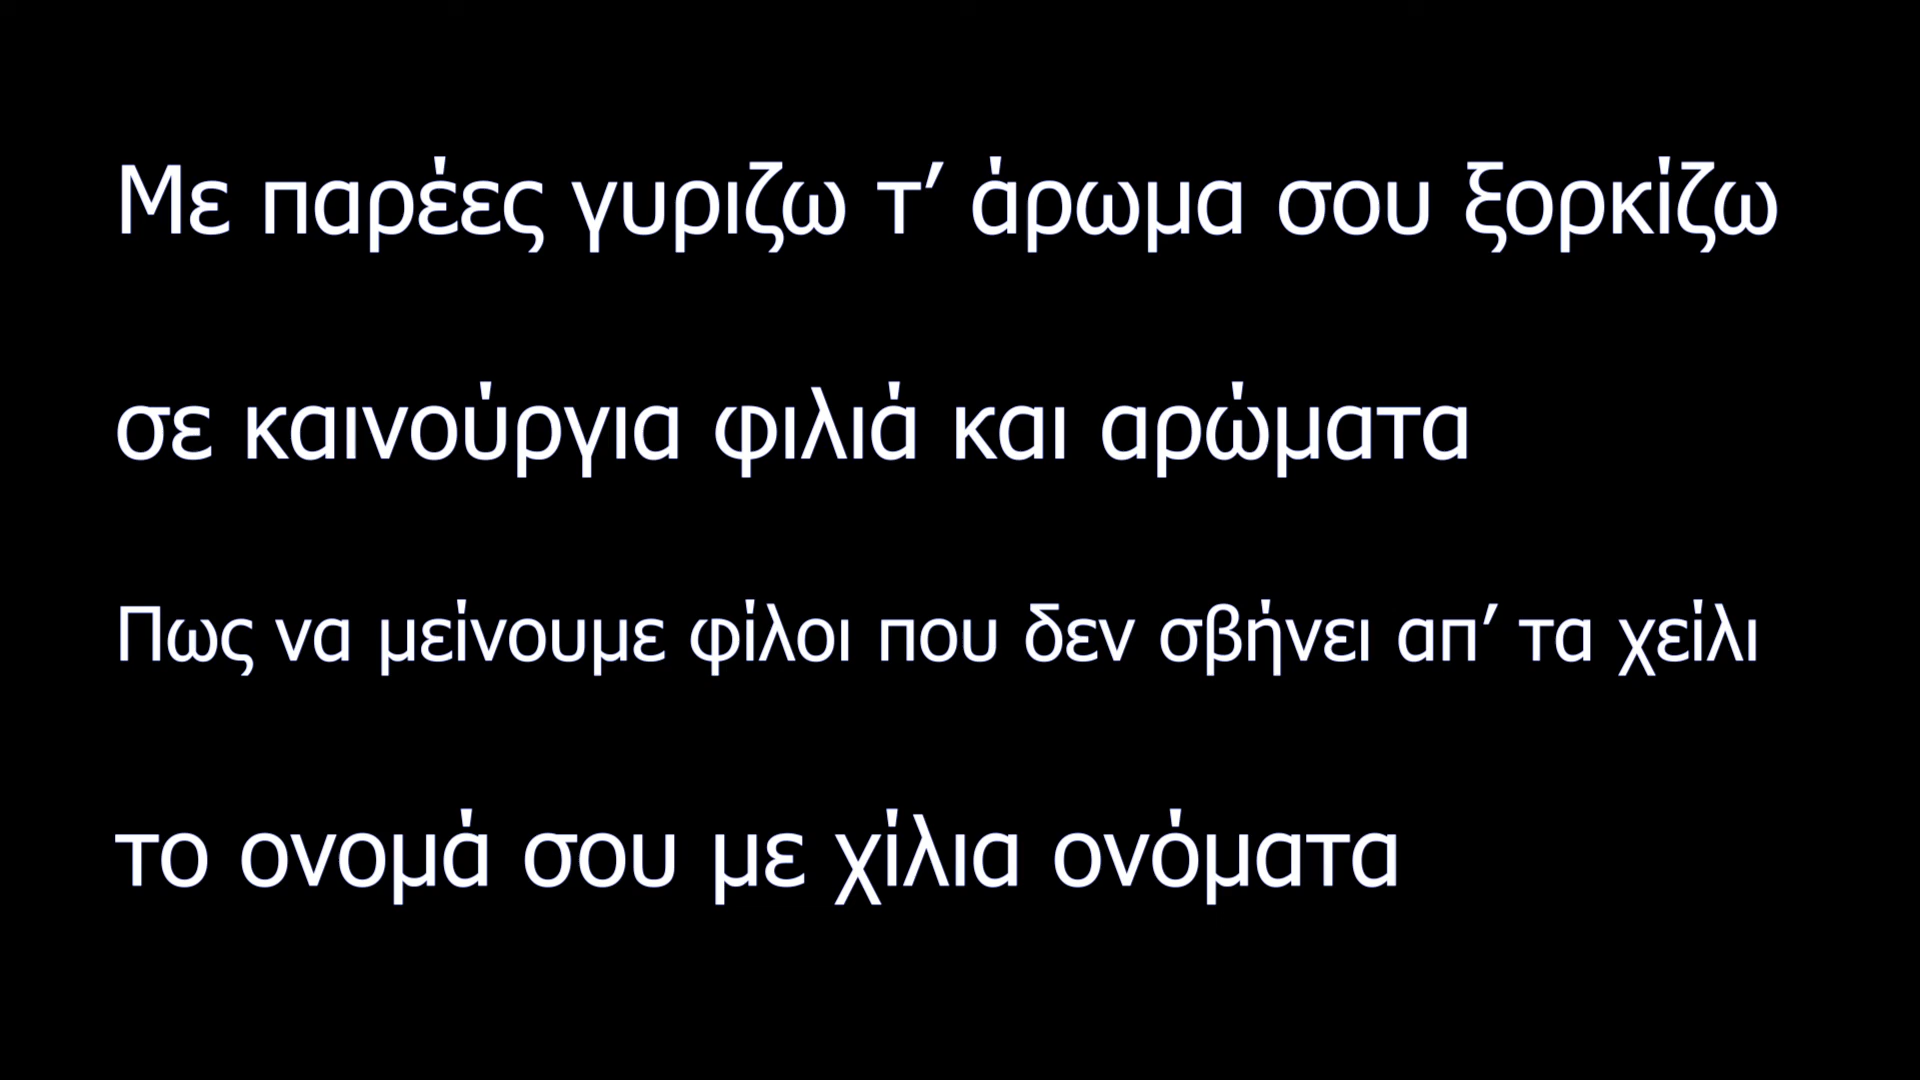 Με παρέες γυριζω τ’ άρωμα σου ξορκίζω
σε καινούργια φιλιά και αρώματα
Πως να μείνουμε φίλοι που δεν σβήνει απ’ τα χείλι
το ονομά σου με χίλια ονόματα